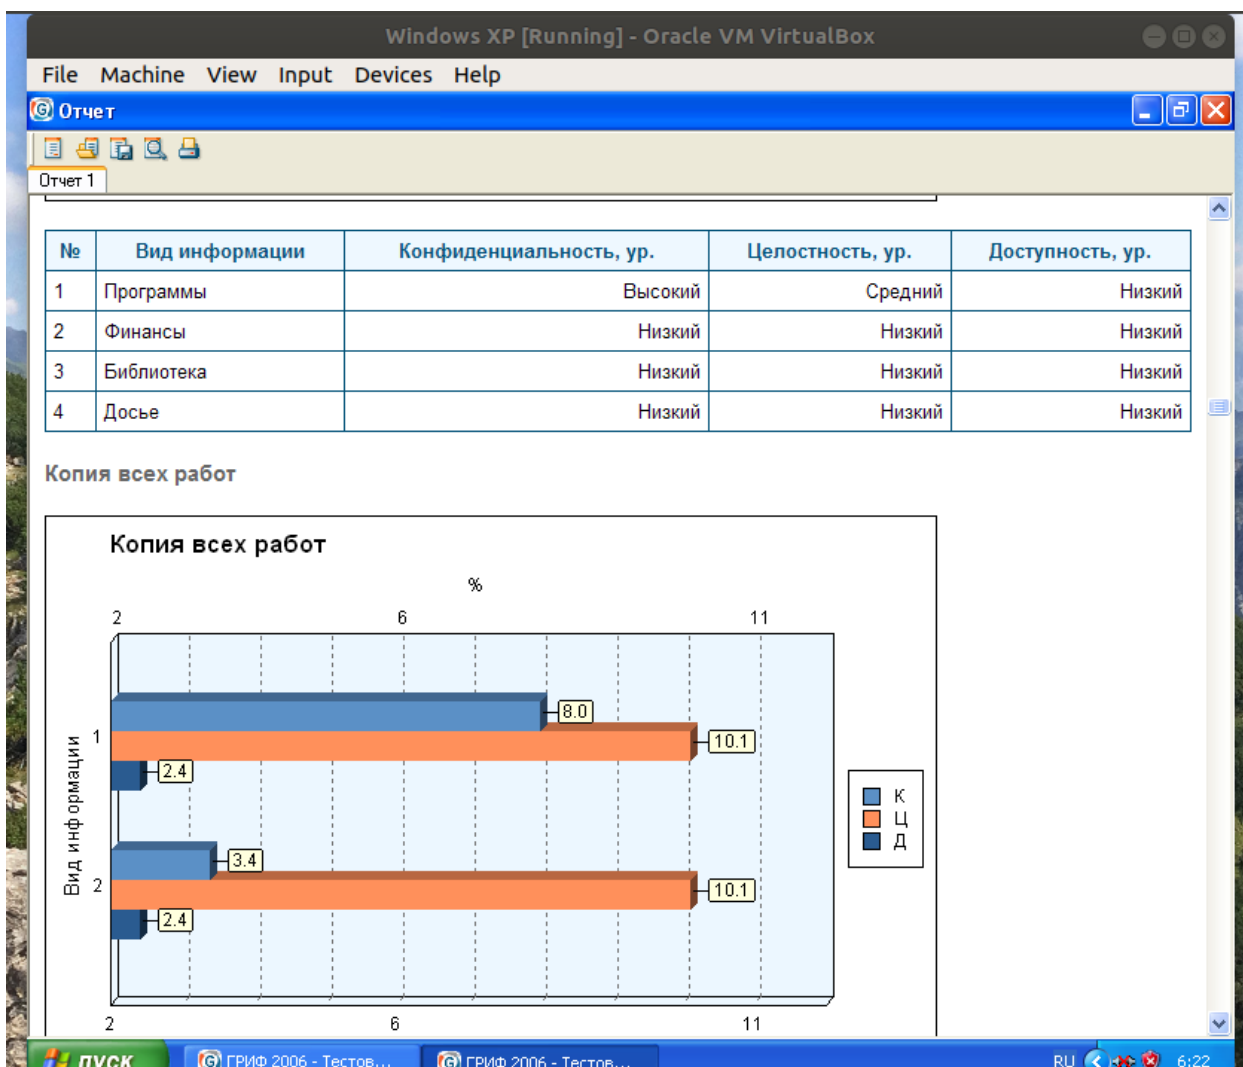 Windows XP [Running] - Oracle VM VirtualBox
File Machine View Input Devices Help
Отчет
Отчет 1
№ Вид информации Конфиденциальность, ур. Целостность, ур. Доступность, ур.
1 Программы Высокий Средний Низкий
2 Финансы Низкий Низкий Низкий
3 Библиотека Низкий Низкий Низкий
4 Досье Низкий Низкий Низкий
Копия всех работ
Копия всех работ
%
2 6 11
8.0
1 10.1
2.4
Вид информации
К
Ц
Д
3.4
2 10.1
2.4
2 6 11
пуск ГРИФ 2006 - Тестов... ГРИФ 2006 - Тестов... RU 6:22